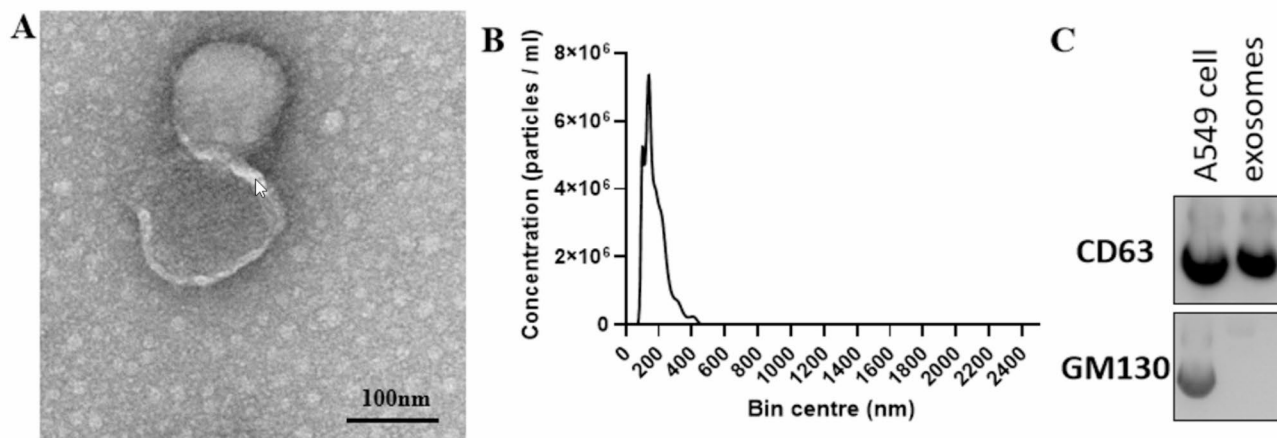 A
100nm
B
Concentration (particles / ml)
8×10⁶
6×10⁶
4×10⁶
2×10⁶
0
0 200 400 600 800 1000 1200 1400 1600 1800 2000 2200 2400
Bin centre (nm)
C
A549 cell
exosomes
CD63
GM130